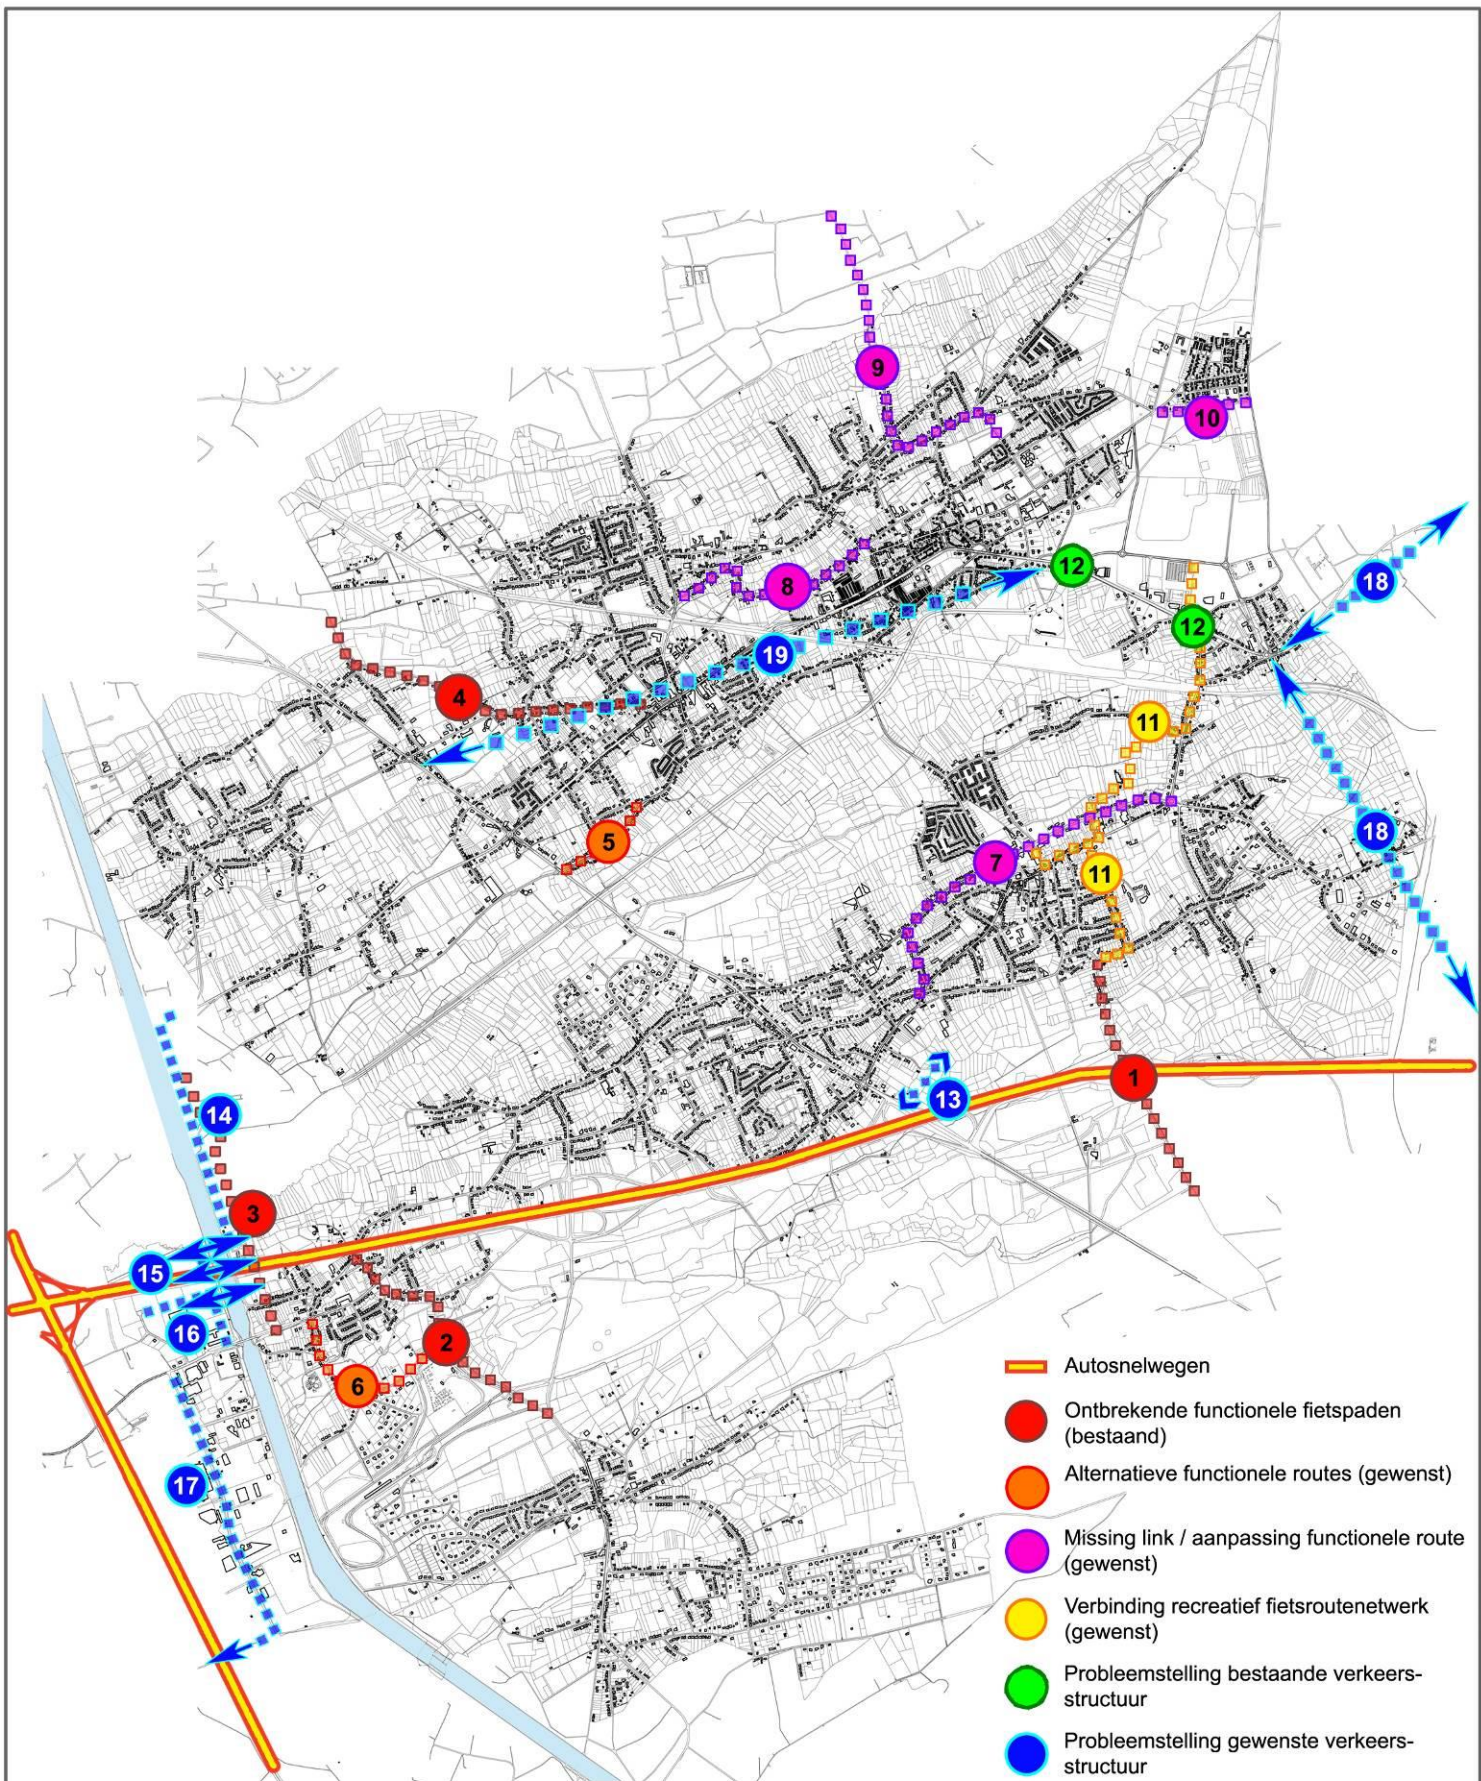 9
10
12
18
8
12
19
4
11
5
18
7
11
1
13
14
3
15
16
2
6
17
Autosnelwegen
Ontbrekende functionele fietspaden
(bestaand)
Alternatieve functionele routes (gewenst)
Missing link / aanpassing functionele route
(gewenst)
Verbinding recreatief fietsroutenetwerk
(gewenst)
Probleemstelling bestaande verkeers-
structuur
Probleemstelling gewenste verkeers-
structuur